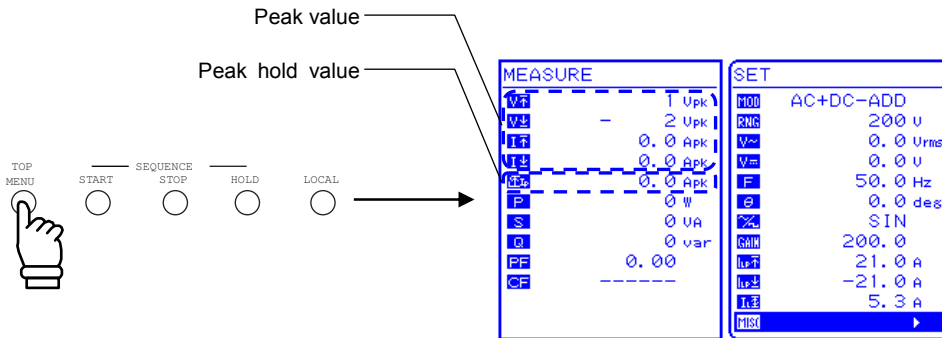 Peak value
Peak hold value
TOP
MENU
SEQUENCE
START
STOP
HOLD
LOCAL
MEASURE
V 1 Vpk
V - 2 Vpk
I 0.0 Apk
I 0.0 Apk
0.0 Apk
P 0 W
S 0 VA
Q 0 var
PF 0.00
CF ------
SET
MOD AC+DC-ADD
RNG 200 V
V~ 0.0 Vrms
V⎓ 0.0 V
F 50.0 Hz
θ 0.0 deg
SIN
GAIN 200.0
ILP 21.0 A
ILP -21.0 A
5.3 A
MISC